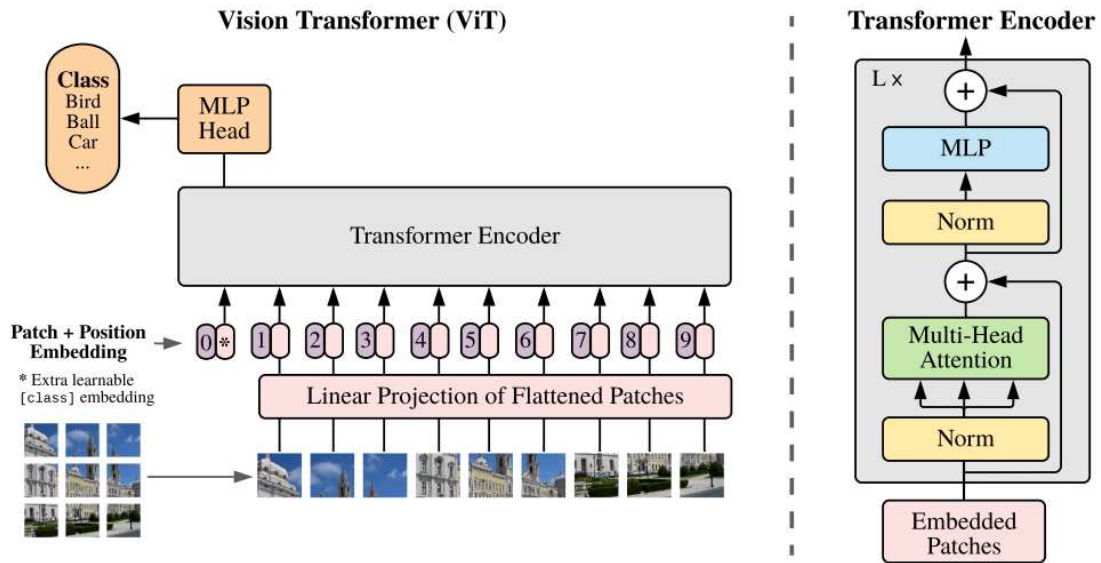 Vision Transformer (ViT)
Class
Bird
Ball
Car
...
MLP
Head
Transformer Encoder
Patch + Position
Embedding
* Extra learnable
[class] embedding
0 * 1 2 3 4 5 6 7 8 9
Linear Projection of Flattened Patches
Transformer Encoder
L x
+
MLP
Norm
+
Multi-Head
Attention
Norm
Embedded
Patches